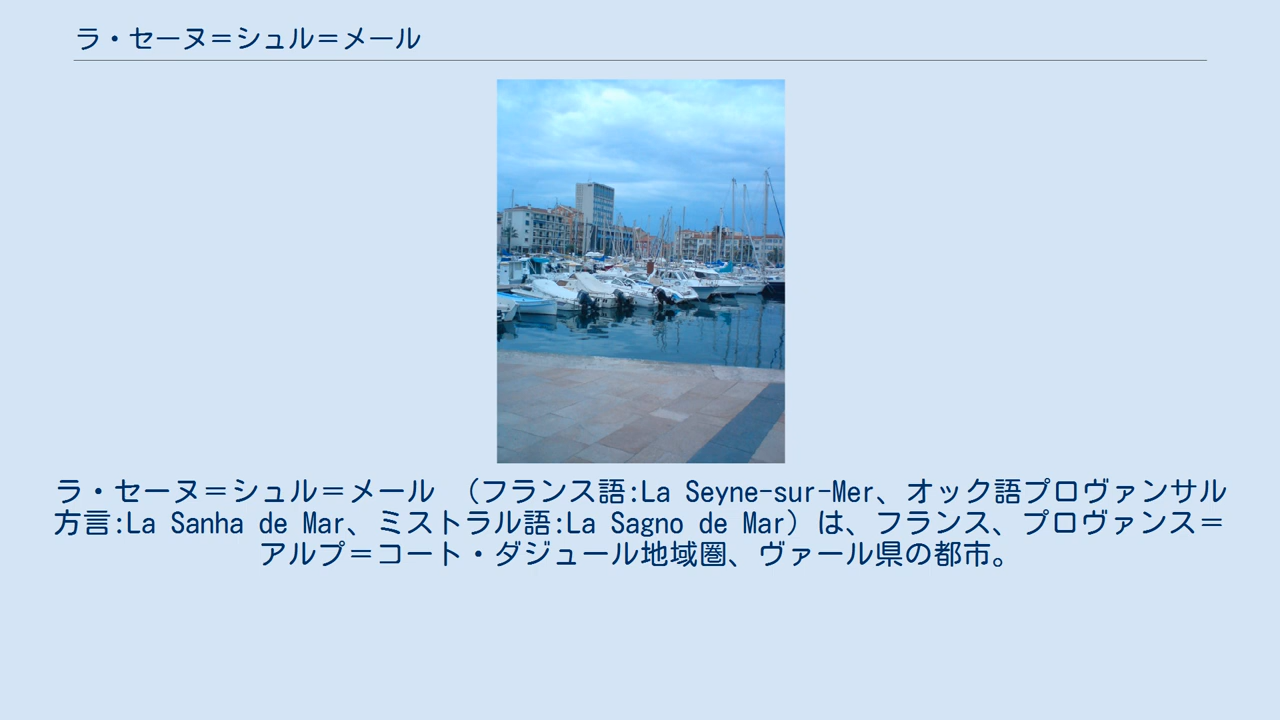 ラ・セーヌ＝シュル＝メール
ラ・セーヌ＝シュル＝メール　（フランス語:La Seyne-sur-Mer、オック語プロヴァンサル
方言:La Sanha de Mar、ミストラル語:La Sagno de Mar）は、フランス、プロヴァンス＝
アルプ＝コート・ダジュール地域圏、ヴァール県の都市。